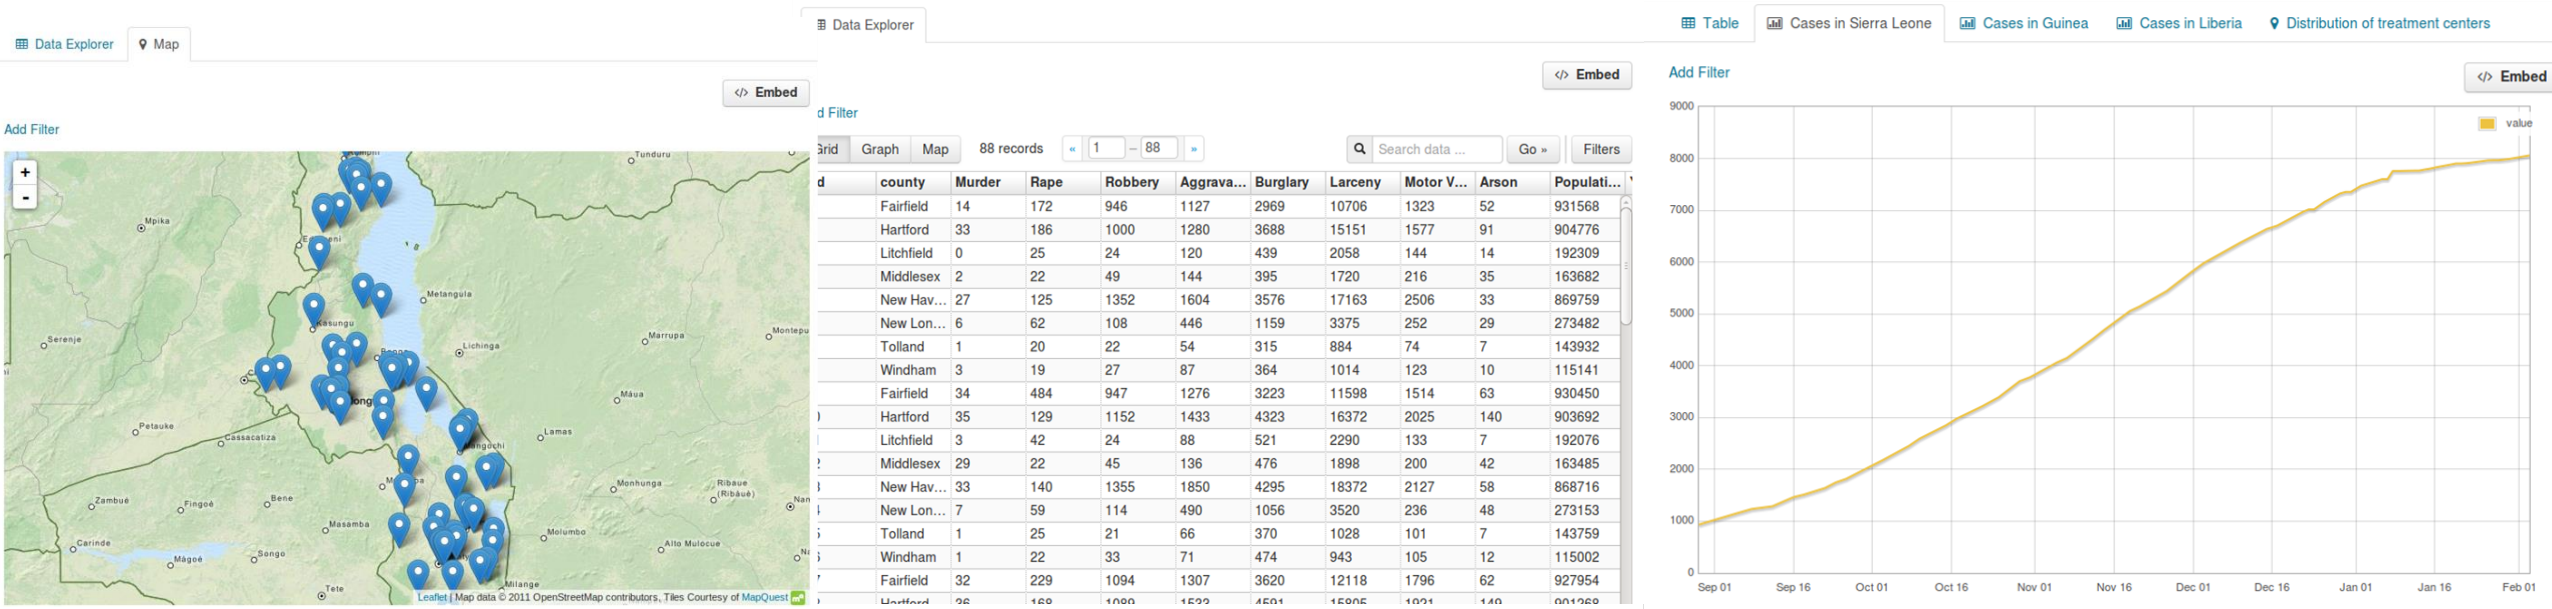 Data Explorer Map
Embed
Add Filter
+
-
Tunduru
Mpika
Metangula
Kasungu
Serenje
Marrupa
Montepu
Lichinga
Máua
Petauke
Cassacatiza
Lamas
Monhunga
Ribaue
(Ribáuè)
Zambué
Fingoé
Bene
Masamba
Molumbo
Carinde
Mágoé
Songo
Alto Mulocue
Tete
Milange
Leaflet | Map data © 2011 OpenStreetMap contributors, Tiles Courtesy of MapQuest
Data Explorer
Embed
d Filter
Grid Graph Map 88 records « 1 – 88 » Search data ... Go » Filters
d county Murder Rape Robbery Aggrava... Burglary Larceny Motor V... Arson Populati...
Fairfield 14 172 946 1127 2969 10706 1323 52 931568
Hartford 33 186 1000 1280 3688 15151 1577 91 904776
Litchfield 0 25 24 120 439 2058 144 14 192309
Middlesex 2 22 49 144 395 1720 216 35 163682
New Hav... 27 125 1352 1604 3576 17163 2506 33 869759
New Lon... 6 62 108 446 1159 3375 252 29 273482
Tolland 1 20 22 54 315 884 74 7 143932
Windham 3 19 27 87 364 1014 123 10 115141
Fairfield 34 484 947 1276 3223 11598 1514 63 930450
Hartford 35 129 1152 1433 4323 16372 2025 140 903692
Litchfield 3 42 24 88 521 2290 133 7 192076
Middlesex 29 22 45 136 476 1898 200 42 163485
New Hav... 33 140 1355 1850 4295 18372 2127 58 868716
New Lon... 7 59 114 490 1056 3520 236 48 273153
Tolland 1 25 21 66 370 1028 101 7 143759
Windham 1 22 33 71 474 943 105 12 115002
Fairfield 32 229 1094 1307 3620 12118 1796 62 927954
Hartford 36 168 1089 1533 4591 15805 1921 149 901268
Table Cases in Sierra Leone Cases in Guinea Cases in Liberia Distribution of treatment centers
Add Filter
Embed
value
9000
8000
7000
6000
5000
4000
3000
2000
1000
0
Sep 01 Sep 16 Oct 01 Oct 16 Nov 01 Nov 16 Dec 01 Dec 16 Jan 01 Jan 16 Feb 01